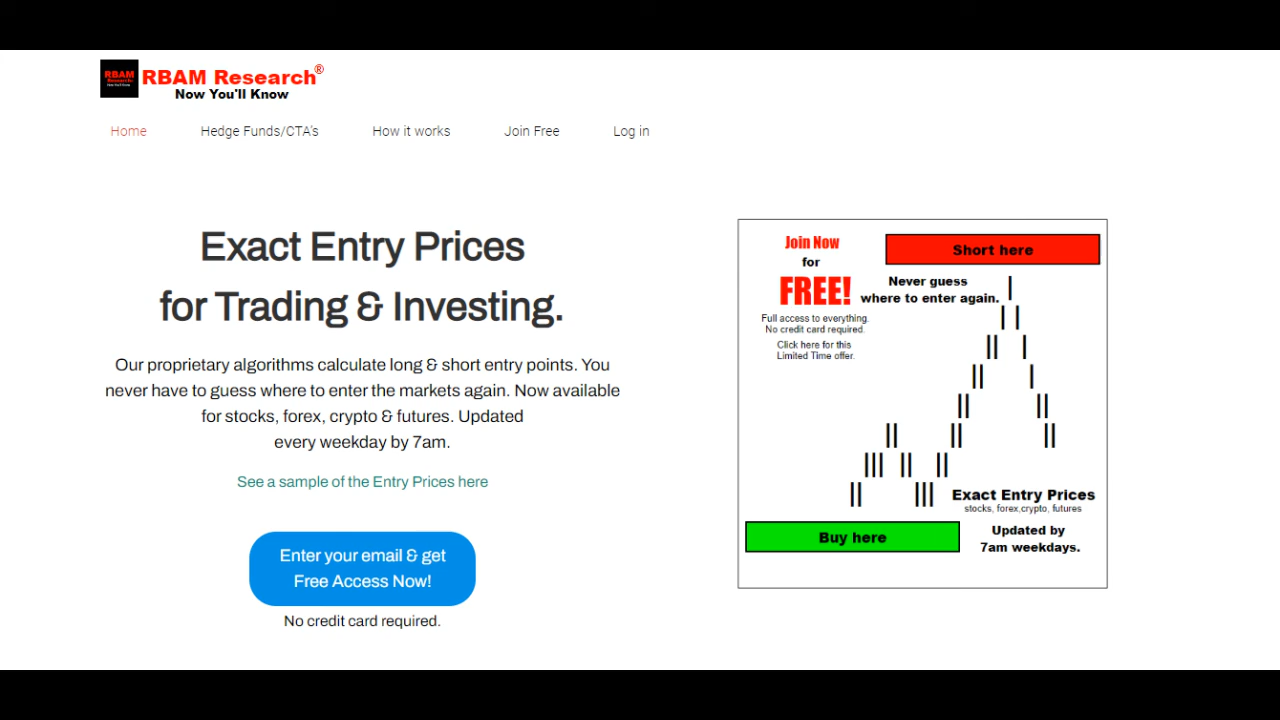 RBAM
Research
RBAM Research®
Now You'll Know
Home
Hedge Funds/CTA's
How it works
Join Free
Log in
Exact Entry Prices
for Trading & Investing.
Our proprietary algorithms calculate long & short entry points. You
never have to guess where to enter the markets again. Now available
for stocks, forex, crypto & futures. Updated
every weekday by 7am.
See a sample of the Entry Prices here
Enter your email & get
Free Access Now!
No credit card required.
Join Now
for
FREE!
Full access to everything.
No credit card required.
Click here for this
Limited Time offer.
Short here
Never guess
where to enter again.
Exact Entry Prices
stocks, forex,crypto, futures
Buy here
Updated by
7am weekdays.